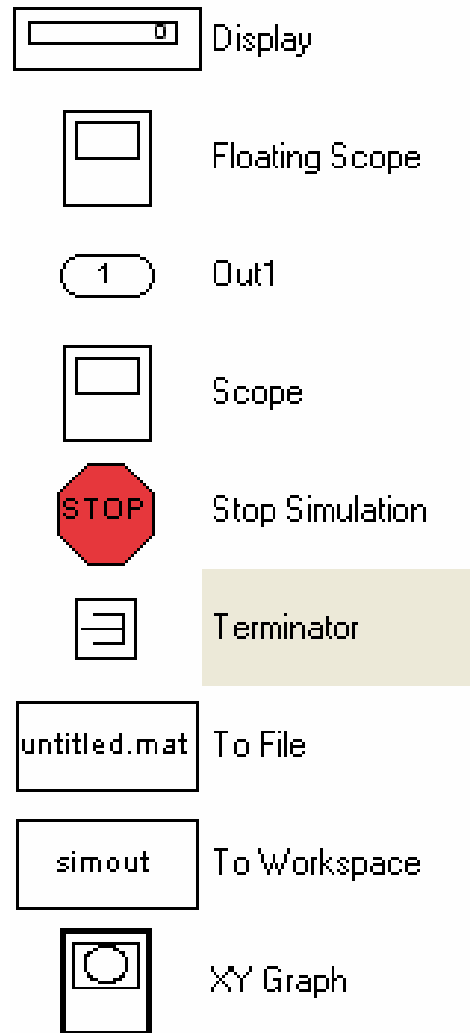 0 Display
Floating Scope
1 Out1
Scope
STOP Stop Simulation
Terminator
untitled.mat To File
simout To Workspace
XY Graph